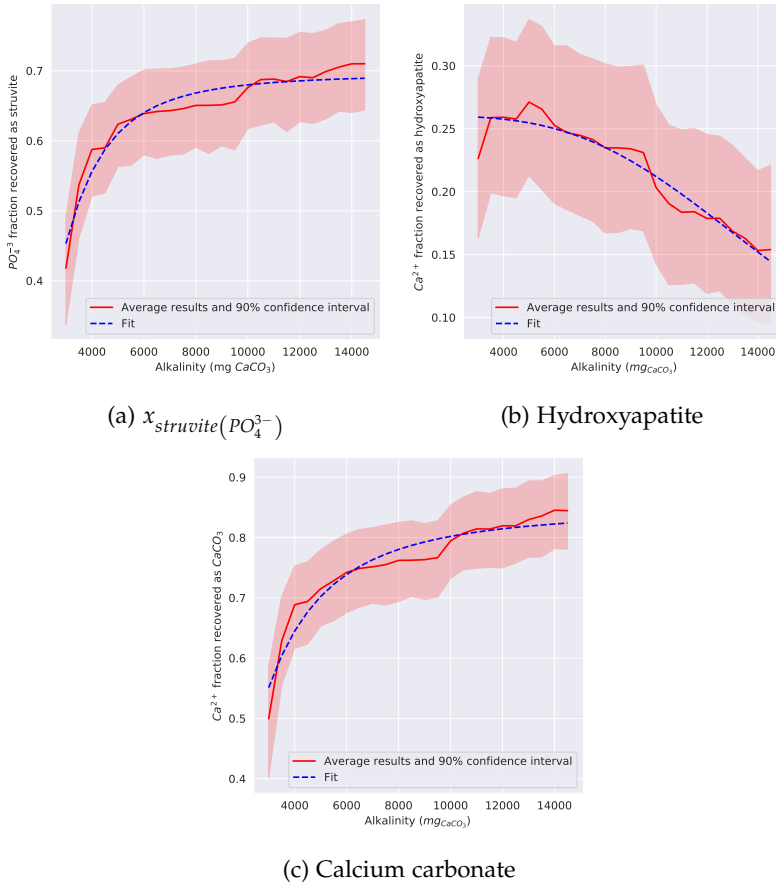 0.7
0.6
0.5
0.4
PO₄⁻³ fraction recovered as struvite
Average results and 90% confidence interval
Fit
4000 6000 8000 10000 12000 14000
Alkalinity (mg CaCO₃)
(a) x_struvite(PO₄³⁻)
0.30
0.25
0.20
0.15
0.10
Ca²⁺ fraction recovered as hydroxyapatite
Average results and 90% confidence interval
Fit
4000 6000 8000 10000 12000 14000
Alkalinity (mg_CaCO₃)
(b) Hydroxyapatite
0.9
0.8
0.7
0.6
0.5
0.4
Ca²⁺ fraction recovered as CaCO₃
Average results and 90% confidence interval
Fit
4000 6000 8000 10000 12000 14000
Alkalinity (mg_CaCO₃)
(c) Calcium carbonate